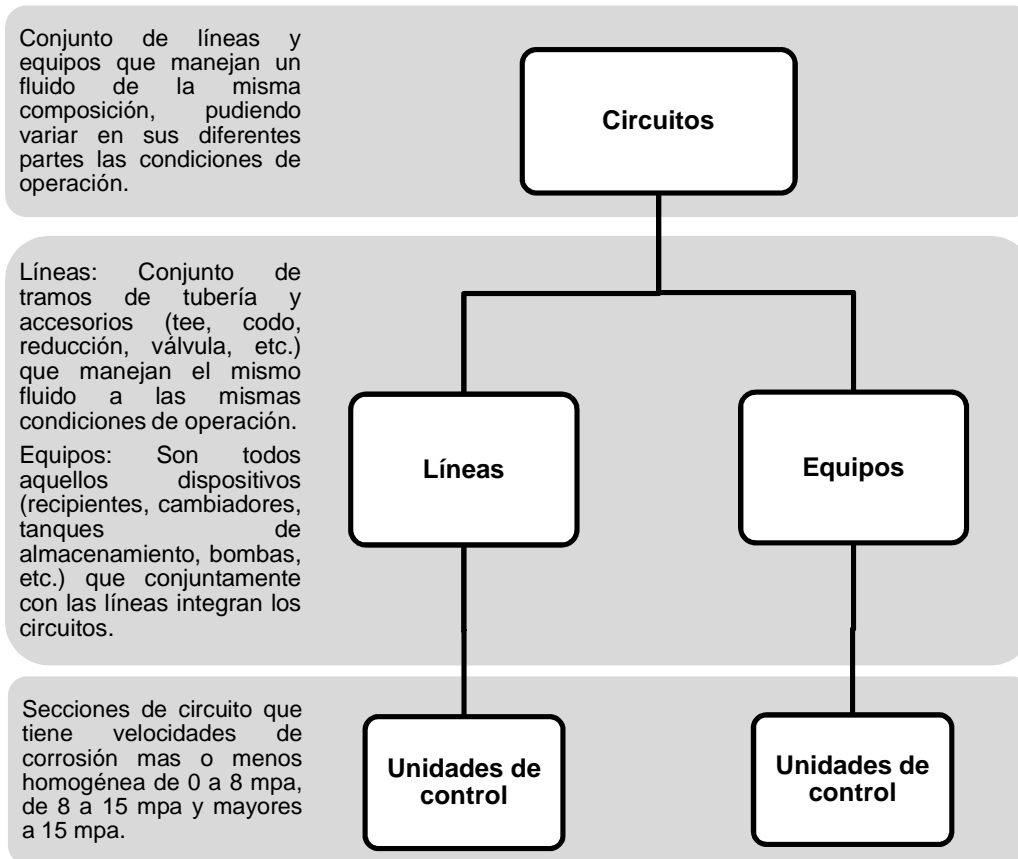 Conjunto de líneas y
equipos que manejan un
fluido de la misma
composición, pudiendo
variar en sus diferentes
partes las condiciones de
operación.
Circuitos
Líneas: Conjunto de
tramos de tubería y
accesorios (tee, codo,
reducción, válvula, etc.)
que manejan el mismo
fluido a las mismas
condiciones de operación.
Equipos: Son todos
aquellos dispositivos
(recipientes, cambiadores,
tanques de
almacenamiento, bombas,
etc.) que conjuntamente
con las líneas integran los
circuitos.
Líneas
Equipos
Secciones de circuito que
tiene velocidades de
corrosión mas o menos
homogénea de 0 a 8 mpa,
de 8 a 15 mpa y mayores
a 15 mpa.
Unidades de
control
Unidades de
control